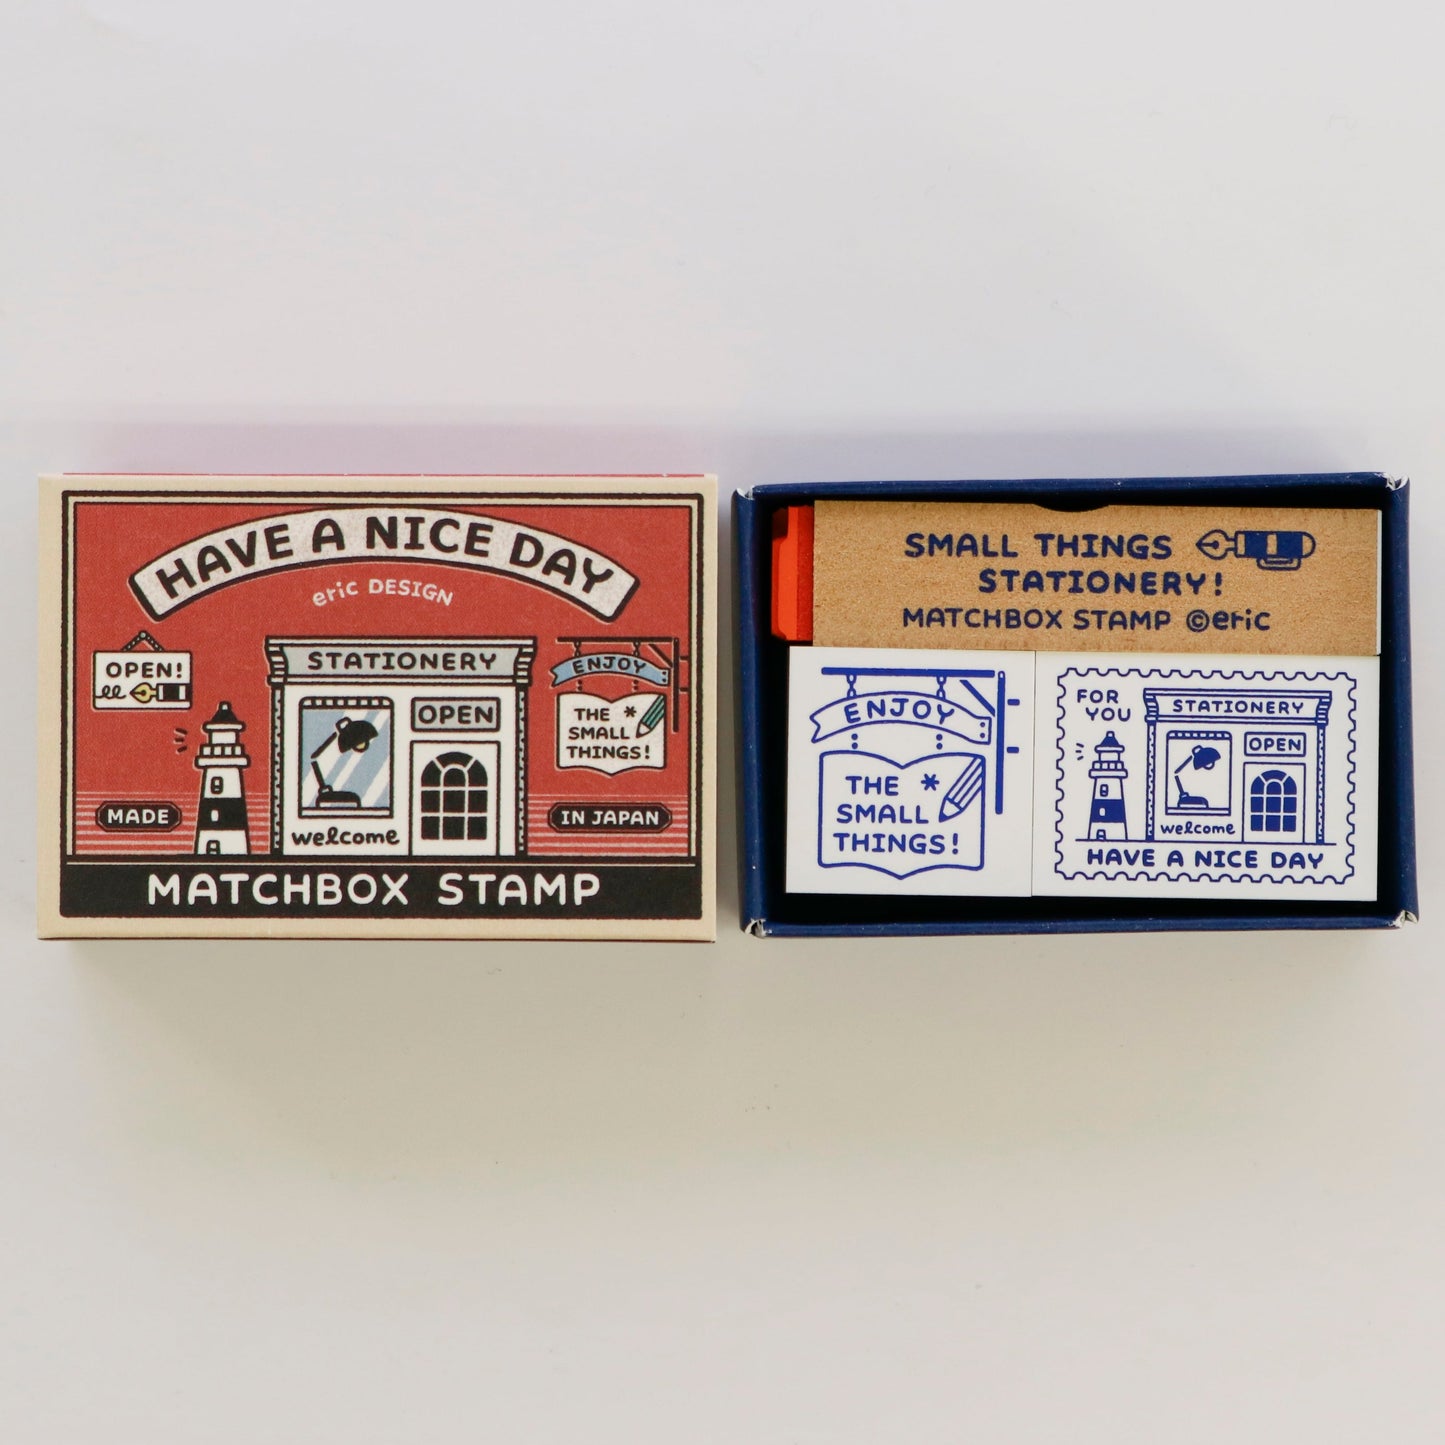 HAVE A NICE DAY
eric DESIGN
OPEN!
STATIONERY
OPEN
welcome
ENJOY
THE
SMALL
THINGS!
MADE
IN JAPAN
MATCHBOX STAMP
SMALL THINGS
STATIONERY!
MATCHBOX STAMP ©eric
ENJOY
THE
SMALL
THINGS!
FOR
YOU
STATIONERY
OPEN
welcome
HAVE A NICE DAY